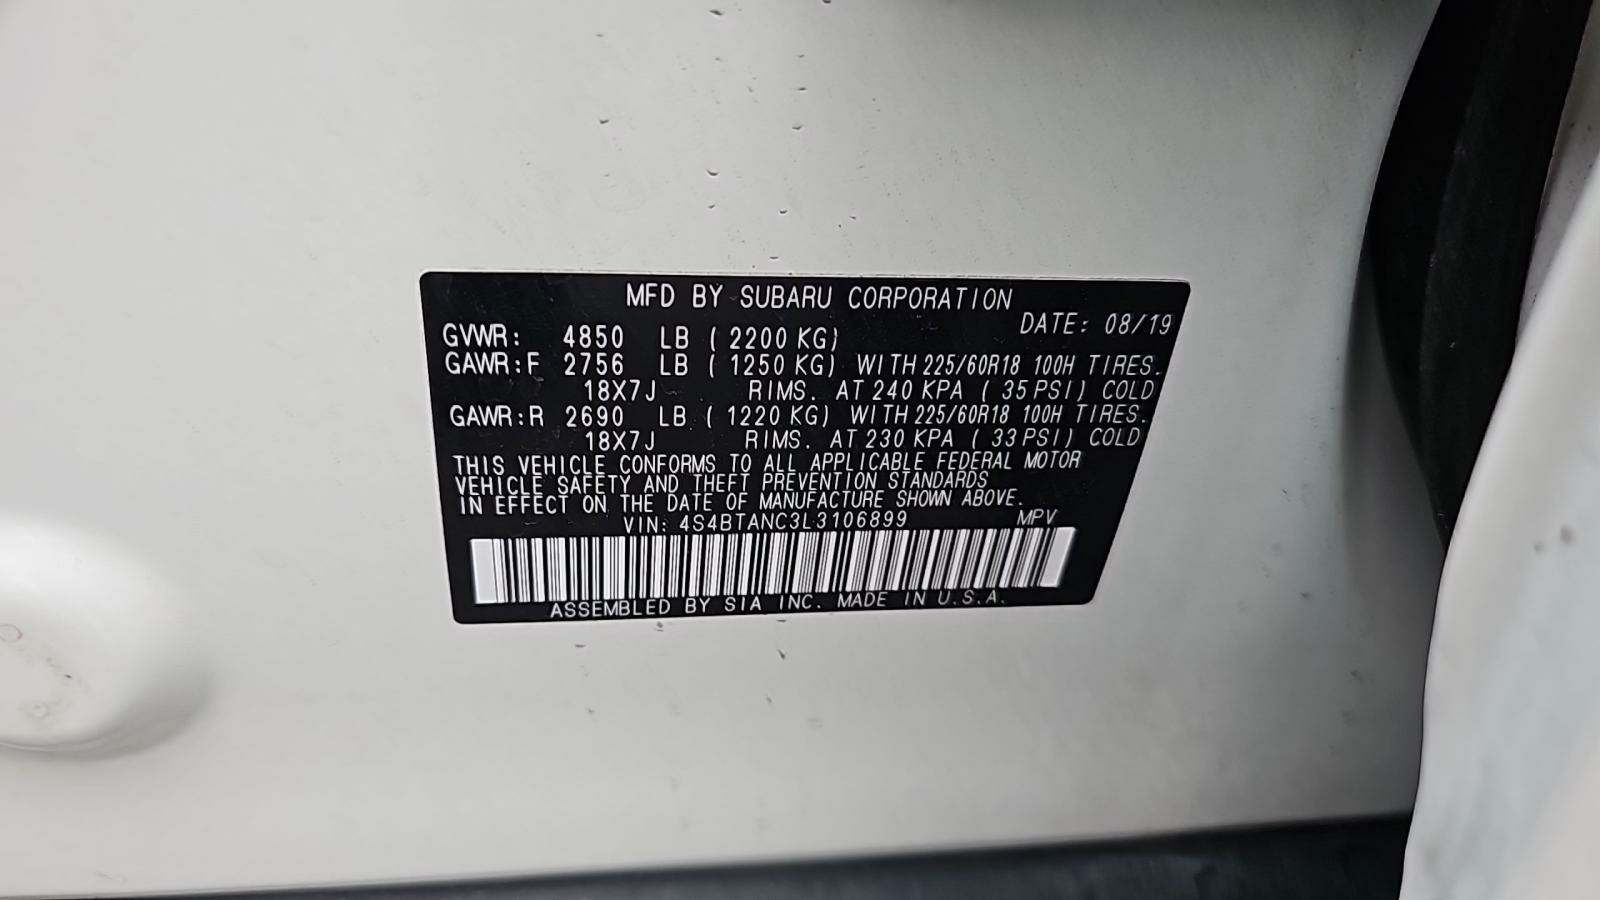 MFD BY SUBARU CORPORATION
DATE: 08/19
GVWR: 4850 LB ( 2200 KG)
GAWR:F 2756 LB ( 1250 KG) WITH 225/60R18 100H TIRES.
18X7J RIMS. AT 240 KPA ( 35 PSI) COLD
GAWR:R 2690 LB ( 1220 KG) WITH 225/60R18 100H TIRES.
18X7J RIMS. AT 230 KPA ( 33 PSI) COLD
THIS VEHICLE CONFORMS TO ALL APPLICABLE FEDERAL MOTOR
VEHICLE SAFETY AND THEFT PREVENTION STANDARDS
IN EFFECT ON THE DATE OF MANUFACTURE SHOWN ABOVE.
VIN: 4S4BTANC3L3106899 MPV
ASSEMBLED BY SIA INC. MADE IN U.S.A.